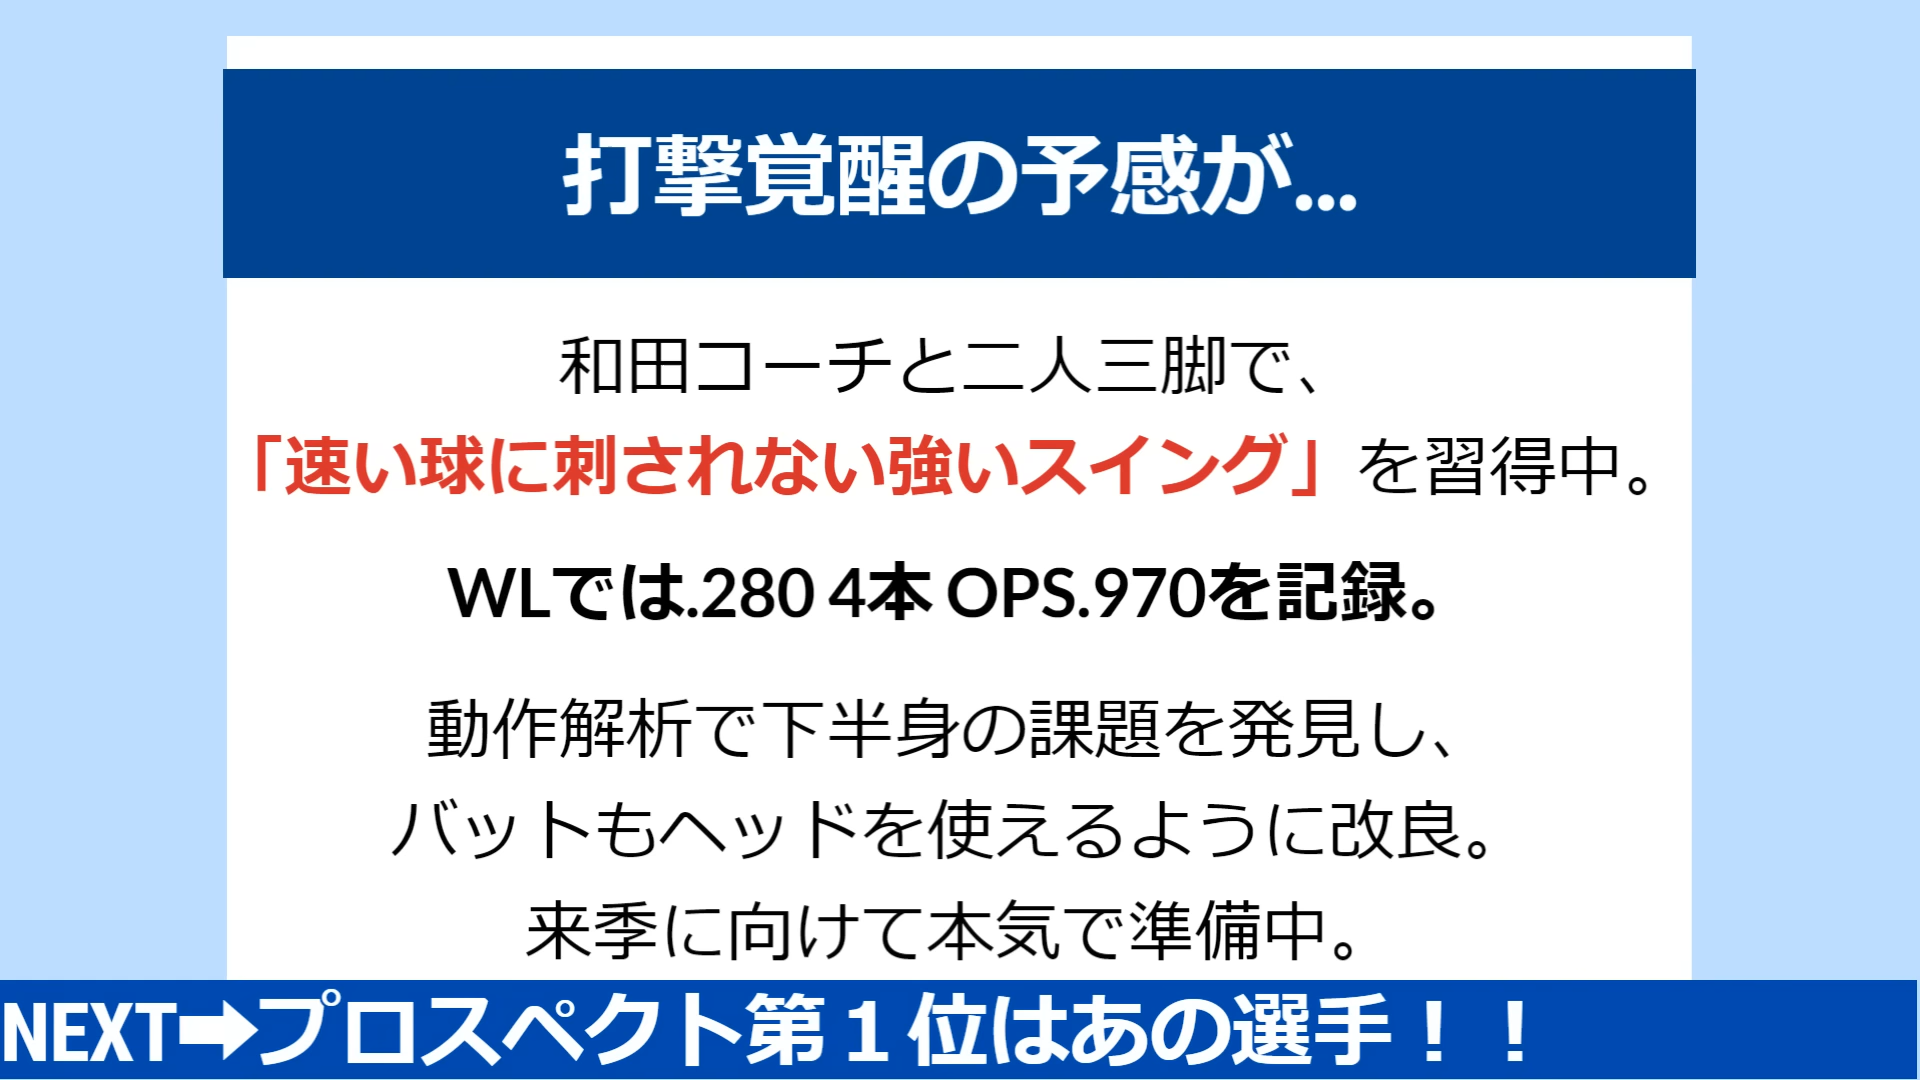 打撃覚醒の予感が...
和田コーチと二人三脚で、
「速い球に刺されない強いスイング」を習得中。
WLでは.280 4本 OPS.970を記録。
動作解析で下半身の課題を発見し、
バットもヘッドを使えるように改良。
来季に向けて本気で準備中。
NEXT➡プロスペクト第１位はあの選手！！